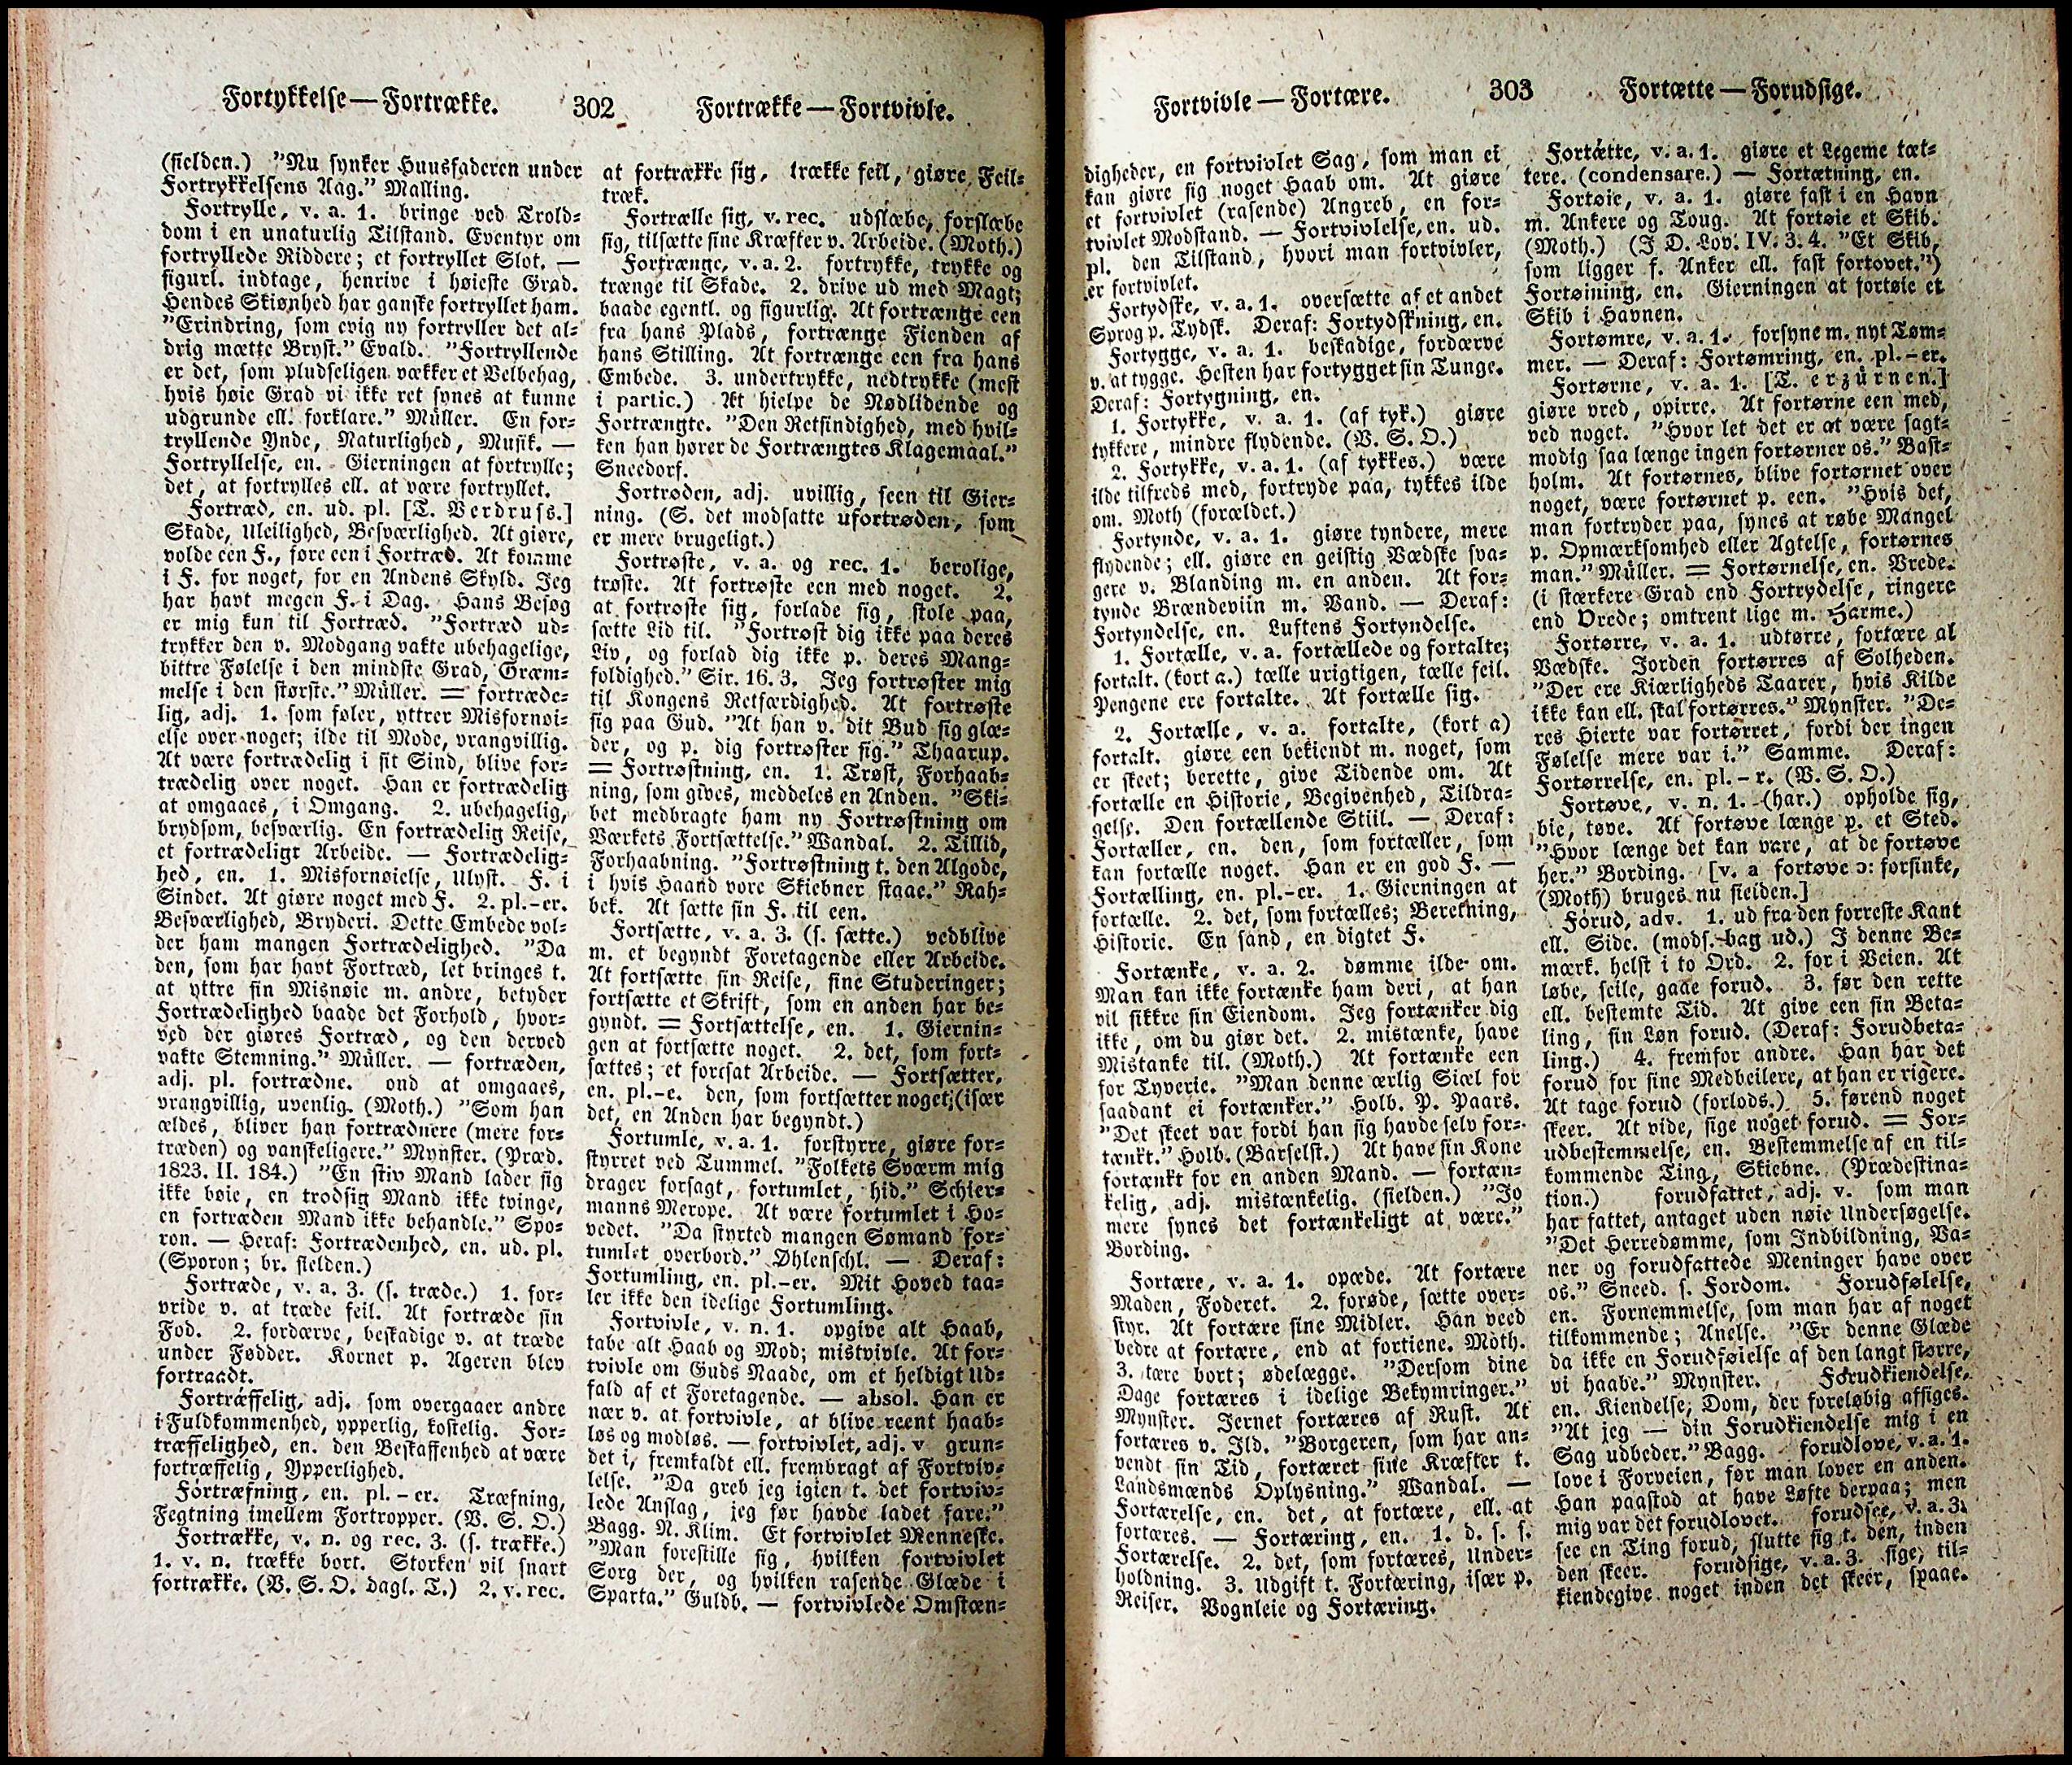 Fortykkelse — Fortrække. 302 Fortrække — Fortvivle.
(sielden.) "Nu synker Huusfaderen under
Fortrykkelsens Aag." Malling.
Fortrylle, v. a. 1. bringe ved Trold-
dom i en unaturlig Tilstand. Eventyr om
fortryllede Riddere; et fortryllet Slot. —
figurl. indtage, henrive i høieste Grad.
Hendes Skiønhed har ganske fortryllet ham.
"Erindring, som evig ny fortryller det al-
drig mætte Bryst." Evald. "Fortryllende
er det, som pludseligen vækker et Velbehag,
hvis høie Grad vi ikke ret synes at kunne
udgrunde ell. forklare." Müller. En for-
tryllende Ynde, Naturlighed, Musik. —
Fortryllelse, en. Gierningen at fortrylle;
det, at fortrylles ell. at være fortryllet.
Fortræd, en. ud. pl. [T. Verdruss.]
Skade, Uleilighed, Besværlighed. At giøre,
volde een F., føre een i Fortræd. At komme
i F. for noget, for en Andens Skyld. Jeg
har havt megen F. i Dag. Hans Besøg
er mig kun til Fortræd. "Fortræd ud-
trykker den v. Modgang vakte ubehagelige,
bittre Følelse i den mindste Grad, Græm-
melse i den største." Müller. = fortræde-
lig, adj. 1. som føler, yttrer Misfornøi-
else over noget; ilde til Mode, vrangvillig.
At være fortrædelig i sit Sind, blive for-
trædelig over noget. Han er fortrædelig
at omgaaes, i Omgang. 2. ubehagelig,
brydsom, besværlig. En fortrædelig Reise,
et fortrædeligt Arbeide. — Fortrædelig-
hed, en. 1. Misfornøielse, Ulyst. F. i
Sindet. At giøre noget med F. 2. pl.-er.
Besværlighed, Bryderi. Dette Embede vol-
der ham mangen Fortrædelighed. "Da
den, som har havt Fortræd, let bringes t.
at yttre sin Misnøie m. andre, betyder
Fortrædelighed baade det Forhold, hvor-
ved der giøres Fortræd, og den derved
vakte Stemning." Müller. — fortræden,
adj. pl. fortrædne. ond at omgaaes,
vrangvillig, uvenlig. (Moth.) "Som han
ældes, bliver han fortrædnere (mere for-
træden) og vanskeligere." Mynster. (Præd.
1823. II. 184.) "En stiv Mand lader sig
ikke bøie, en trodsig Mand ikke tvinge,
en fortræden Mand ikke behandle." Spo-
ron. — Heraf: Fortrædenhed, en. ud. pl.
(Sporon; br. sielden.)
Fortræde, v. a. 3. (s. træde.) 1. for-
vride v. at træde feil. At fortræde sin
Fod. 2. fordærve, beskadige v. at træde
under Fødder. Kornet p. Ageren blev
fortraadt.
Fortræffelig, adj. som overgaaer andre
i Fuldkommenhed, ypperlig, kostelig. For-
træffelighed, en. den Beskaffenhed at være
fortræffelig, Ypperlighed.
Fortræfning, en. pl. - er. Træfning,
Fegtning imellem Fortropper. (V. S. O.)
Fortrække, v. n. og rec. 3. (s. trække.)
1. v. n. trække bort. Storken vil snart
fortrække. (V. S. O. dagl. T.) 2. v. rec.
at fortrække sig, trække feil, giøre Feil-
træk.
Fortrælle sig, v. rec. udslæbe, forslæbe
sig, tilsætte sine Kræfter v. Arbeide. (Moth.)
Fortrænge, v. a. 2. fortrykke, trykke og
trænge til Skade. 2. drive ud med Magt;
baade egentl. og figurlig. At fortrænge een
fra hans Plads, fortrænge Fienden af
hans Stilling. At fortrænge een fra hans
Embede. 3. undertrykke, nedtrykke (mest
i partic.) At hielpe de Nødlidende og
Fortrængte. "Den Retsindighed, med hvil-
ken han hører de Fortrængtes Klagemaal."
Sneedorf.
Fortrøden, adj. uvillig, seen til Gier-
ning. (S. det modsatte ufortrøden, som
er mere brugeligt.)
Fortrøste, v. a. og rec. 1. berolige,
trøste. At fortrøste een med noget. 2.
at fortrøste sig, forlade sig, stole paa,
sætte Lid til. "Fortrøst dig ikke paa deres
Liv, og forlad dig ikke p. deres Mang-
foldighed." Sir. 16. 3. Jeg fortrøster mig
til Kongens Retfærdighed. At fortrøste
sig paa Gud. "At han v. dit Bud sig glæ-
der, og p. dig fortrøster sig." Thaarup.
= Fortrøstning, en. 1. Trøst, Forhaab-
ning, som gives, meddeles en Anden. "Ski-
bet medbragte ham ny Fortrøstning om
Værkets Fortsættelse." Wandal. 2. Tillid,
Forhaabning. "Fortrøstning t. den Algode,
i hvis Haand vore Skiebner staae." Rah-
bek. At sætte sin F. til een.
Fortsætte, v. a. 3. (s. sætte.) vedblive
m. et begyndt Foretagende eller Arbeide.
At fortsætte sin Reise, sine Studeringer;
fortsætte et Skrift, som en anden har be-
gyndt. = Fortsættelse, en. 1. Giernin-
gen at fortsætte noget. 2. det, som fort-
sættes; et fortsat Arbeide. — Fortsætter,
en. pl.-e. den, som fortsætter noget; (især
det, en Anden har begyndt.)
Fortumle, v. a. 1. forstyrre, giøre for-
styrret ved Tummel. "Folkets Sværm mig
drager forsagt, fortumlet, hid." Schier-
manns Merope. At være fortumlet i Ho-
vedet. "Da styrted mangen Sømand for-
tumlet overbord." Øhlenschl. — Deraf:
Fortumling, en. pl.-er. Mit Hoved taa-
ler ikke den idelige Fortumling.
Fortvivle, v. n. 1. opgive alt Haab,
tabe alt Haab og Mod; mistvivle. At for-
tvivle om Guds Naade, om et heldigt Ud-
fald af et Foretagende. — absol. Han er
nær v. at fortvivle, at blive reent haab-
løs og modløs. — fortvivlet, adj. v grun-
det i, fremkaldt ell. frembragt af Fortviv-
lelse. "Da greb jeg igien t. det fortviv-
lede Anslag, jeg før havde ladet fare."
Bagg. N. Klim. Et fortvivlet Menneske.
"Man forestille sig, hvilken fortvivlet
Sorg der, og hvilken rasende Glæde i
Sparta." Guldb. — fortvivlede Omstæn-
Fortvivle — Fortære. 303 Fortætte — Forudsige.
digheder, en fortvivlet Sag, som man ei
kan giøre sig noget Haab om. At giøre
et fortvivlet (rasende) Angreb, en for-
tvivlet Modstand. — Fortvivlelse, en. ud.
pl. den Tilstand, hvori man fortvivler,
er fortvivlet.
Fortydske, v. a. 1. oversætte af et andet
Sprog p. Tydsk. Deraf: Fortydskning, en.
Fortygge, v. a. 1. beskadige, fordærve
v. at tygge. Hesten har fortygget sin Tunge.
Deraf: Fortygning, en.
1. Fortykke, v. a. 1. (af tyk.) giøre
tykkere, mindre flydende. (V. S. O.)
2. Fortykke, v. a. 1. (af tykkes.) være
ilde tilfreds med, fortryde paa, tykkes ilde
om. Moth (forældet.)
Fortynde, v. a. 1. giøre tyndere, mere
flydende; ell. giøre en geistig Vædske sva-
gere v. Blanding m. en anden. At for-
tynde Brændeviin m. Vand. — Deraf:
Fortyndelse, en. Luftens Fortyndelse.
1. Fortælle, v. a. fortællede og fortalte;
fortalt. (kort a.) tælle urigtigen, tælle feil.
Pengene ere fortalte. At fortælle sig.
2. Fortælle, v. a. fortalte, (kort a)
fortalt. giøre een bekiendt m. noget, som
er skeet; berette, give Tidende om. At
fortælle en Historie, Begivenhed, Tildra-
gelse. Den fortællende Stiil. — Deraf:
Fortæller, en. den, som fortæller, som
kan fortælle noget. Han er en god F. —
Fortælling, en. pl.-er. 1. Gierningen at
fortælle. 2. det, som fortælles; Beretning,
Historie. En sand, en digtet F.
Fortænke, v. a. 2. dømme ilde om.
Man kan ikke fortænke ham deri, at han
vil sikkre sin Eiendom. Jeg fortænker dig
ikke, om du giør det. 2. mistænke, have
Mistanke til. (Moth.) At fortænke een
for Tyverie. "Man denne ærlig Siæl for
saadant ei fortænker." Holb. P. Paars.
"Det skeet var fordi han sig havde selv for-
tænkt." Holb. (Barselst.) At have sin Kone
fortænkt for en anden Mand. — fortæn-
kelig, adj. mistænkelig. (sielden.) "Jo
mere synes det fortænkeligt at være."
Bording.
Fortære, v. a. 1. opæde. At fortære
Maden, Foderet. 2. forøde, sætte over-
styr. At fortære sine Midler. Han veed
bedre at fortære, end at fortiene. Moth.
3. tære bort; ødelægge. "Dersom dine
Dage fortæres i idelige Bekymringer."
Mynster. Jernet fortæres af Rust. At
fortæres v. Ild. "Borgeren, som har an-
vendt sin Tid, fortæret sine Kræfter t.
Landsmænds Oplysning." Wandal. —
Fortærelse, en. det, at fortære, ell. at
fortæres. — Fortæring, en. 1. d. s. s.
Fortærelse. 2. det, som fortæres, Under-
holdning. 3. Udgift t. Fortæring, især p.
Reiser. Vognleie og Fortæring.
Fortætte, v. a. 1. giøre et Legeme tæt-
tere. (condensare.) — Fortætning, en.
Fortøie, v. a. 1. giøre fast i en Havn
m. Ankere og Toug. At fortøie et Skib.
(Moth.) (I D. Lov. IV. 3. 4. "Et Skib,
som ligger f. Anker ell. fast fortovet.")
Fortøining, en. Gierningen at fortøie et
Skib i Havnen.
Fortømre, v. a. 1. forsyne m. nyt Tøm-
mer. — Deraf: Fortømring, en. pl.-er.
Fortørne, v. a. 1. [T. erzürnen.]
giøre vred, opirre. At fortørne een med,
ved noget. "Hvor let det er at være sagt-
modig saa længe ingen fortørner os." Bast-
holm. At fortørnes, blive fortørnet over
noget, være fortørnet p. een. "Hvis det,
man fortryder paa, synes at røbe Mangel
p. Opmærksomhed eller Agtelse, fortørnes
man." Müller. = Fortørnelse, en. Vrede.
(i stærkere Grad end Fortrydelse, ringere
end Vrede; omtrent lige m. Harme.)
Fortørre, v. a. 1. udtørre, fortære al
Vædske. Jorden fortørres af Solheden.
"Der ere Kiærligheds Taarer, hvis Kilde
ikke kan ell. skal fortørres." Mynster. "De-
res Hierte var fortørret, fordi der ingen
Følelse mere var i." Samme. Deraf:
Fortørrelse, en. pl. - r. (V. S. O.)
Fortøve, v. n. 1. (har.) opholde sig,
bie, tøve. At fortøve længe p. et Sted.
"Hvor længe det kan vare, at de fortøve
her." Bording. [v. a fortøve ɔ: forsinke,
(Moth) bruges nu sielden.]
Forud, adv. 1. ud fra den forreste Kant
ell. Side. (mods. bag ud.) I denne Be-
mærk. helst i to Ord. 2. for i Veien. At
løbe, seile, gaae forud. 3. før den rette
ell. bestemte Tid. At give een sin Beta-
ling, sin Løn forud. (Deraf: Forudbeta-
ling.) 4. fremfor andre. Han har det
forud for sine Medbeilere, at han er rigere.
At tage forud (forlods.) 5. førend noget
skeer. At vide, sige noget forud. = For-
udbestemmelse, en. Bestemmelse af en til-
kommende Ting, Skiebne. (Prædestina-
tion.) forudfattet, adj. v. som man
har fattet, antaget uden nøie Undersøgelse.
"Det Herredømme, som Indbildning, Va-
ner og forudfattede Meninger have over
os." Sneed. s. Fordom. Forudfølelse,
en. Fornemmelse, som man har af noget
tilkommende; Anelse. "Er denne Glæde
da ikke en Forudføielse af den langt større,
vi haabe." Mynster. Forudkiendelse,
en. Kiendelse, Dom, der foreløbig afsiges.
"At jeg — din Forudkiendelse mig i en
Sag udbeder." Bagg. forudlove, v. a. 1.
love i Forveien, før man lover en anden.
Han paastod at have Løfte derpaa; men
mig var det forudlovet. forudsee, v. a. 3.
see en Ting forud, slutte sig t. den, inden
den skeer. forudsige, v. a. 3. sige, til-
kiendegive noget inden det skeer, spaae.